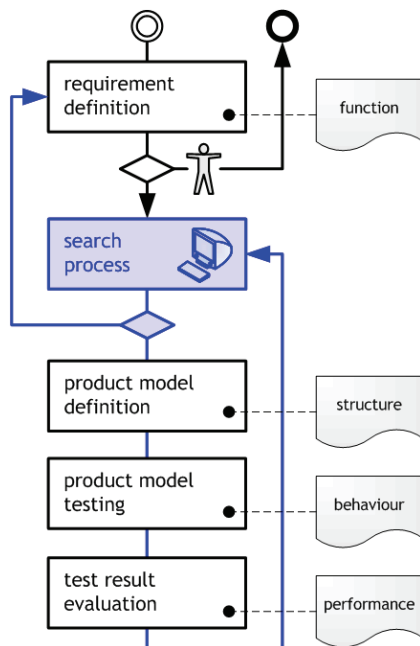 requirement
definition
function
search
process
product model
definition
structure
product model
testing
behaviour
test result
evaluation
performance